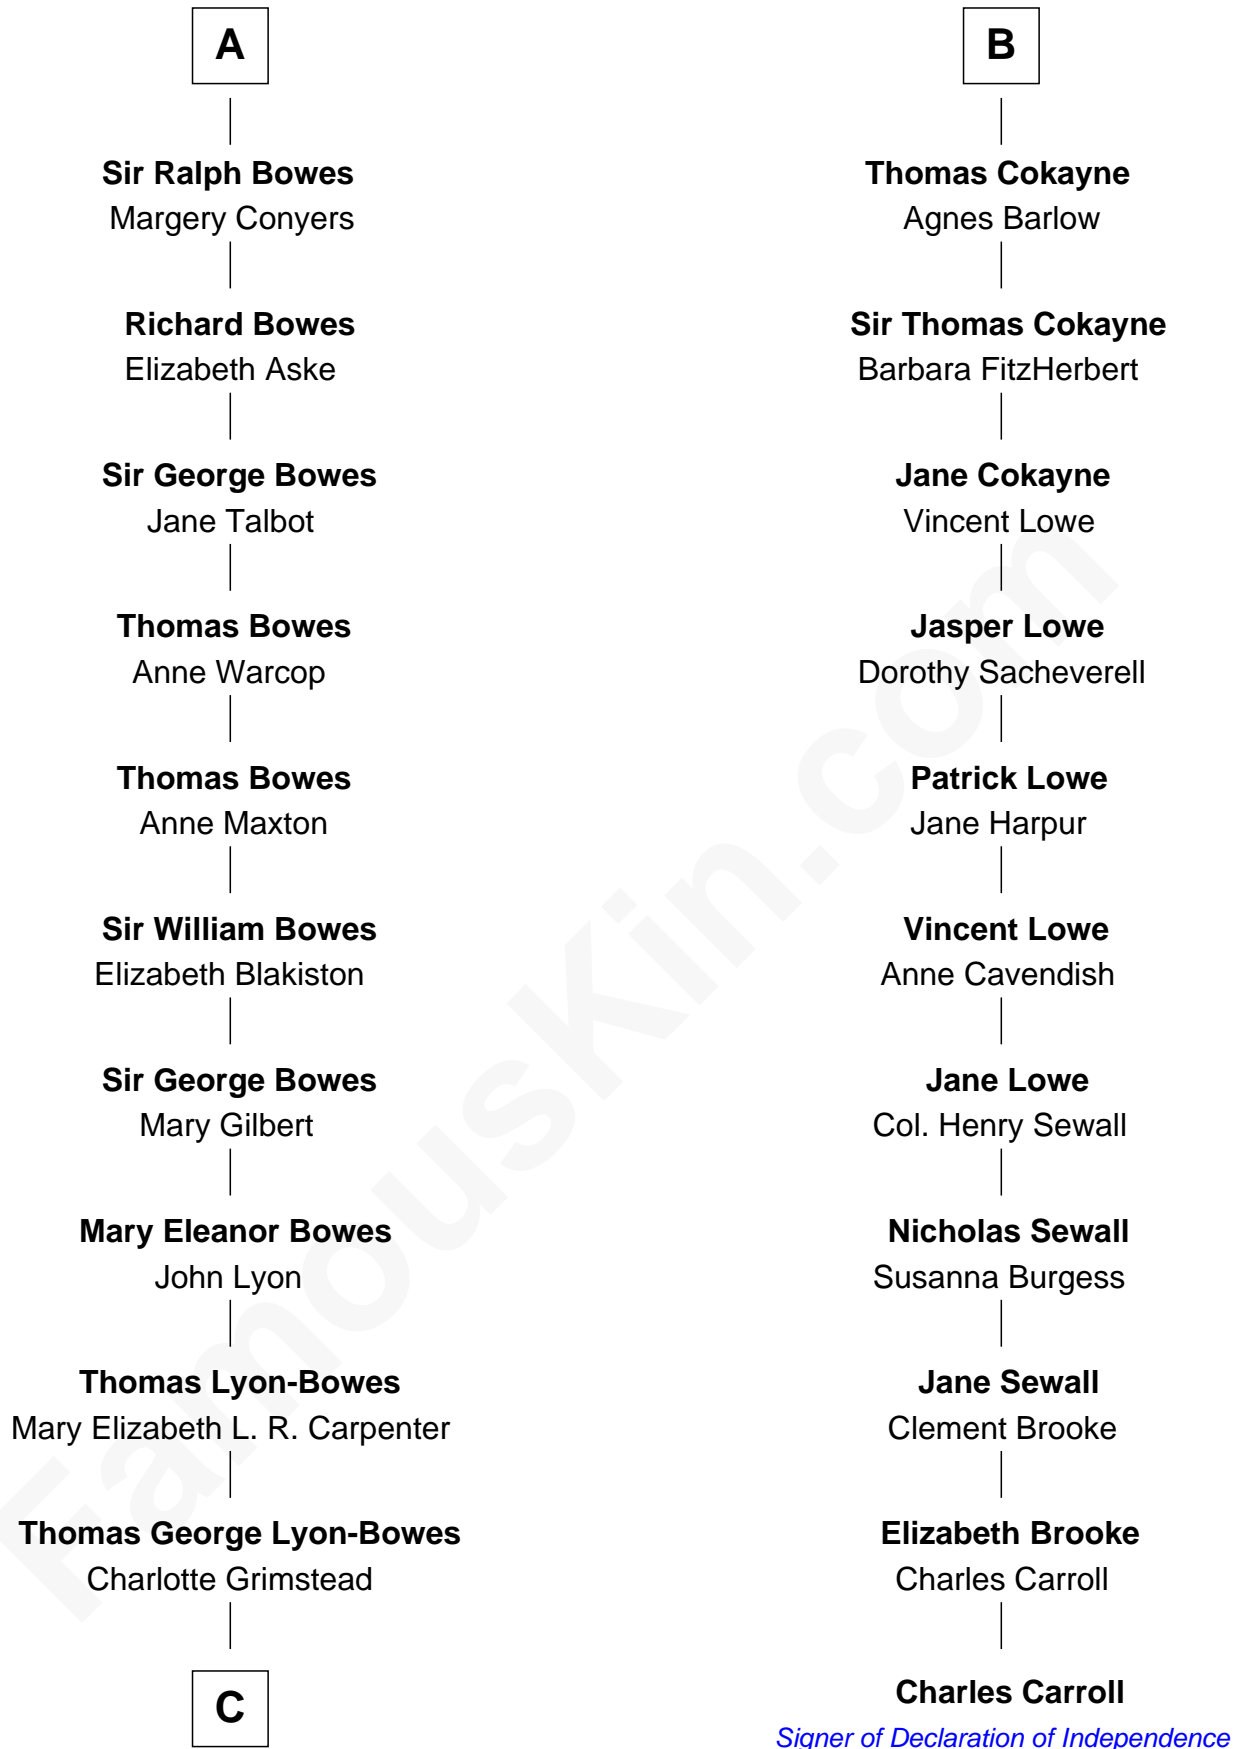 A
Sir Ralph Bowes
Margery Conyers
Richard Bowes
Elizabeth Aske
Sir George Bowes
Jane Talbot
Thomas Bowes
Anne Warcop
Thomas Bowes
Anne Maxton
Sir William Bowes
Elizabeth Blakiston
Sir George Bowes
Mary Gilbert
Mary Eleanor Bowes
John Lyon
Thomas Lyon-Bowes
Mary Elizabeth L. R. Carpenter
Thomas George Lyon-Bowes
Charlotte Grimstead
C
B
Thomas Cokayne
Agnes Barlow
Sir Thomas Cokayne
Barbara FitzHerbert
Jane Cokayne
Vincent Lowe
Jasper Lowe
Dorothy Sacheverell
Patrick Lowe
Jane Harpur
Vincent Lowe
Anne Cavendish
Jane Lowe
Col. Henry Sewall
Nicholas Sewall
Susanna Burgess
Jane Sewall
Clement Brooke
Elizabeth Brooke
Charles Carroll
Charles Carroll
Signer of Declaration of Independence
FamousKin.com